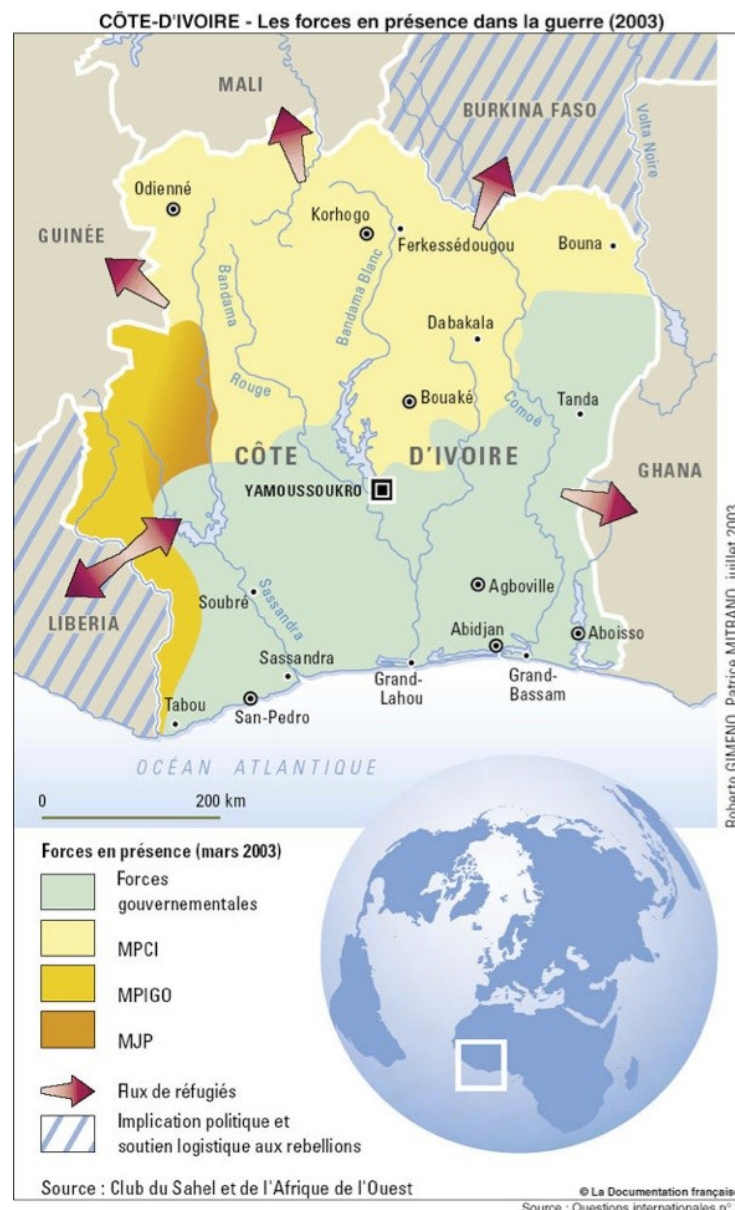 CÔTE-D'IVOIRE - Les forces en présence dans la guerre (2003)
MALI
BURKINA FASO
Volta Noire
Odienné
Korhogo
Ferkessédougou
Bouna
GUINÉE
Bandama
Rouge
Bandama Blanc
Dabakala
Comoé
Bouaké
Tanda
CÔTE
D'IVOIRE
GHANA
YAMOUSSOUKRO
LIBERIA
Soubré
Sassandra
Agboville
Abidjan
Aboisso
Sassandra
Grand-
Lahou
Grand-
Bassam
Tabou
San-Pedro
OCÉAN ATLANTIQUE
0
200 km
Roberto GIMENO, Patrice MITRANO, juillet 2003
Forces en présence (mars 2003)
Forces
gouvernementales
MPCI
MPIGO
MJP
Flux de réfugiés
Implication politique et
soutien logistique aux rebellions
Source : Club du Sahel et de l'Afrique de l'Ouest
© La Documentation française
Source : Questions internationales n°